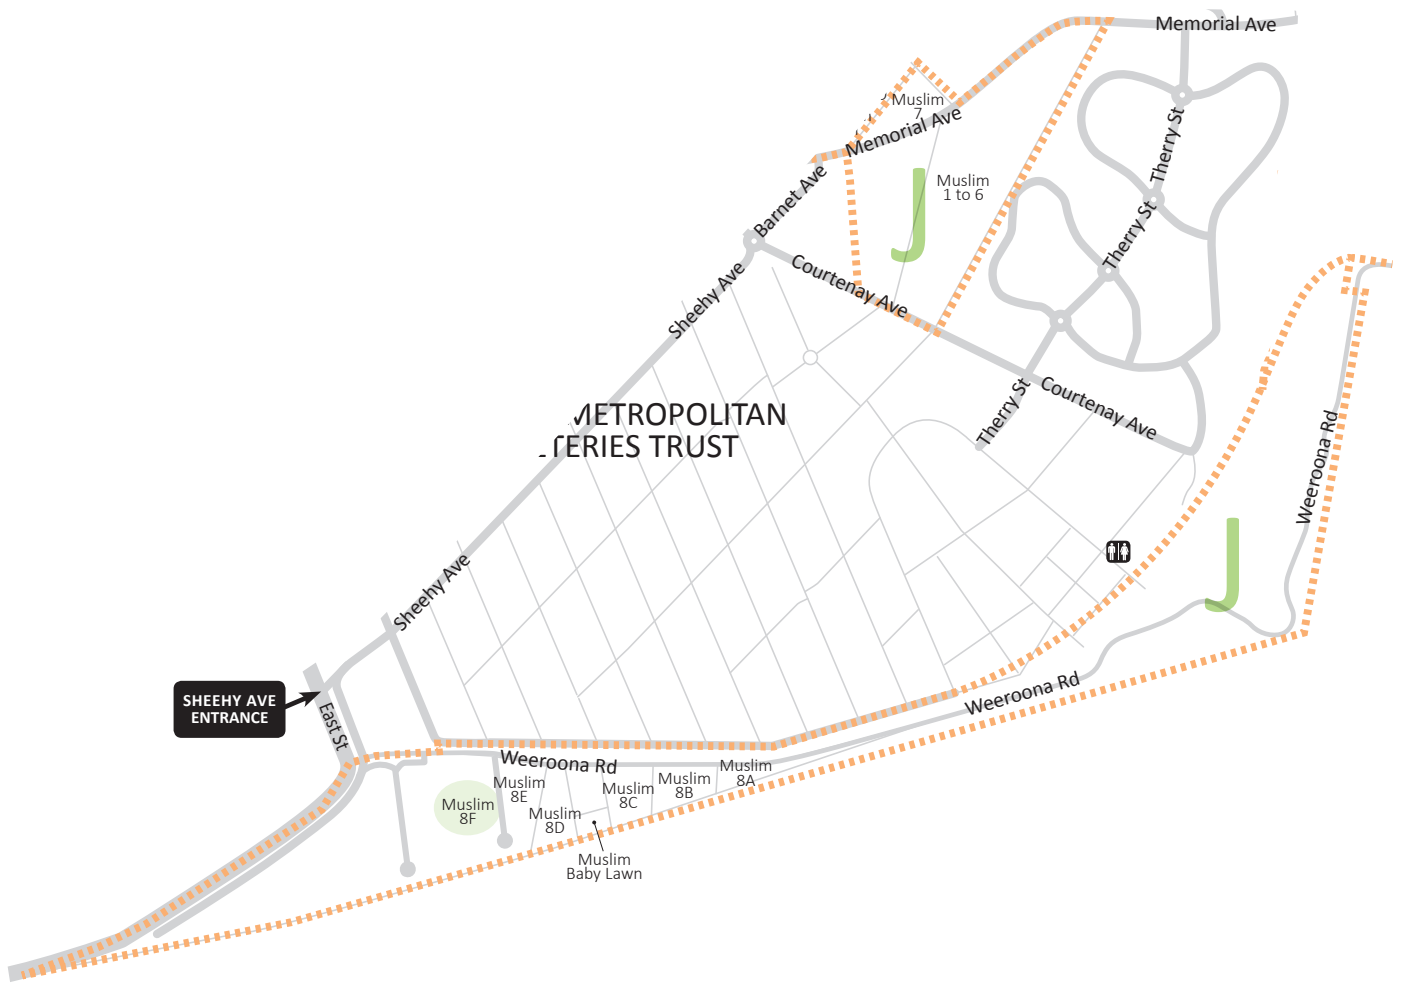 Memorial Ave
Muslim
7
Memorial Ave
Therry St
Muslim
1 to 6
Barnet Ave
Therry St
Courtenay Ave
Sheehy Ave
Therry St
Courtenay Ave
METROPOLITAN
TERIES TRUST
Weeroona Rd
Sheehy Ave
SHEEHY AVE
ENTRANCE
East St
Weeroona Rd
Weeroona Rd
Muslim
8A
Muslim
8B
Muslim
8C
Muslim
8D
Muslim
8E
Muslim
8F
Muslim
Baby Lawn
J
J